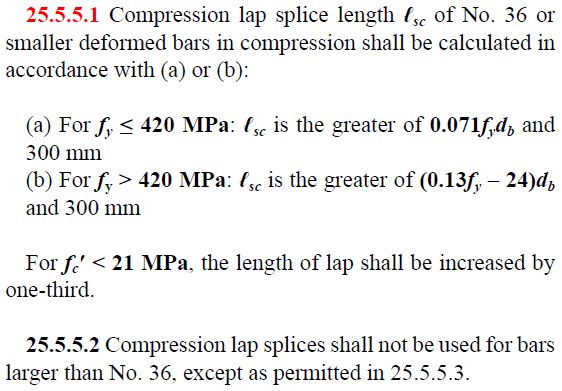 25.5.5.1 Compression lap splice length ℓsc of No. 36 or
smaller deformed bars in compression shall be calculated in
accordance with (a) or (b):
(a) For fy ≤ 420 MPa: ℓsc is the greater of 0.071fydb and
300 mm
(b) For fy > 420 MPa: ℓsc is the greater of (0.13fy – 24)db
and 300 mm
For fc′ < 21 MPa, the length of lap shall be increased by
one-third.
25.5.5.2 Compression lap splices shall not be used for bars
larger than No. 36, except as permitted in 25.5.5.3.